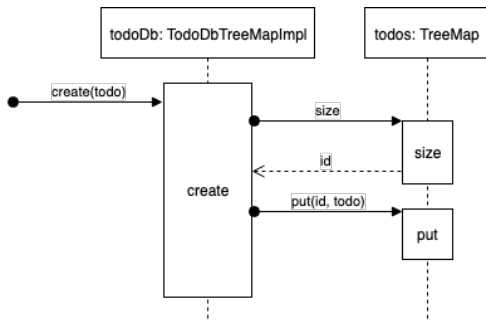 todoDb: TodoDbTreeMapImpl
todos: TreeMap
create(todo)
size
size
id
create
put(id, todo)
put